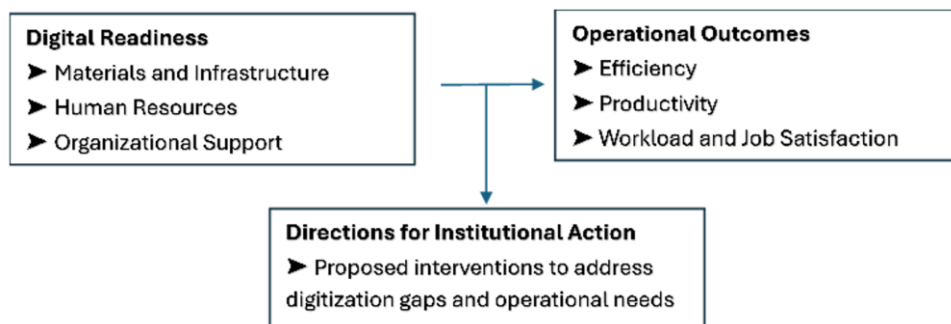 Digital Readiness
➤ Materials and Infrastructure
➤ Human Resources
➤ Organizational Support
Operational Outcomes
➤ Efficiency
➤ Productivity
➤ Workload and Job Satisfaction
Directions for Institutional Action
➤ Proposed interventions to address
digitization gaps and operational needs